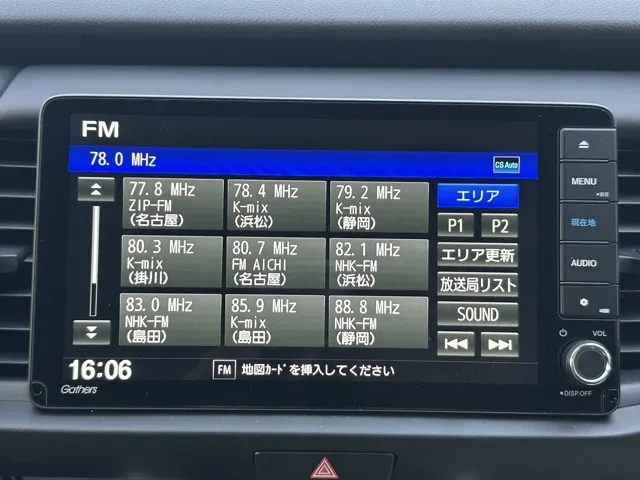 FM
78.0 MHz
CS Auto
77.8 MHz
ZIP-FM
(名古屋)
78.4 MHz
K-mix
(浜松)
79.2 MHz
K-mix
(静岡)
80.3 MHz
K-mix
(掛川)
80.7 MHz
FM AICHI
(名古屋)
82.1 MHz
NHK-FM
(浜松)
83.0 MHz
NHK-FM
(島田)
85.9 MHz
K-mix
(島田)
88.8 MHz
NHK-FM
(静岡)
エリア
P1 P2
エリア更新
放送局リスト
SOUND
16:06
FM 地図ｶｰﾄﾞを挿入してください
Gathers
MENU
現在地
AUDIO
VOL
DISP.OFF